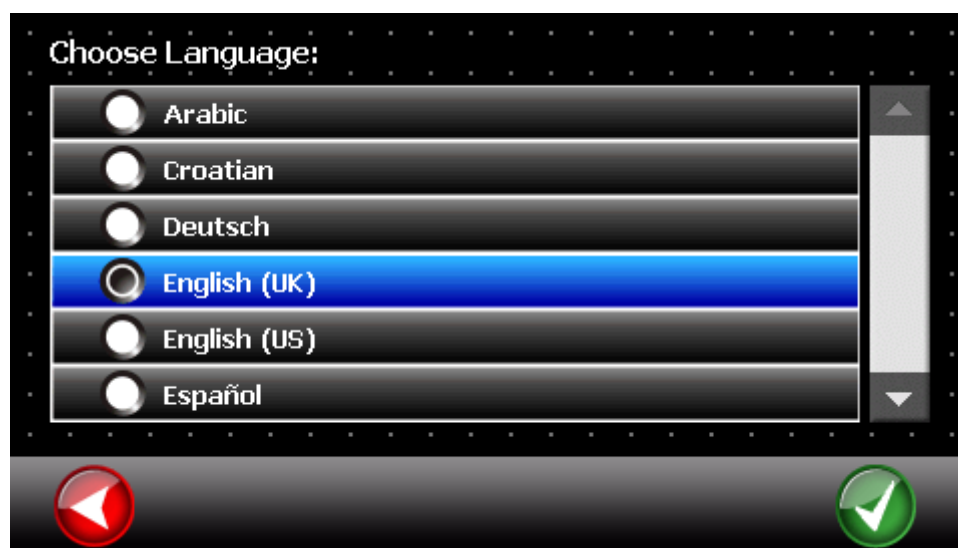 Choose Language:
Arabic
Croatian
Deutsch
English (UK)
English (US)
Español